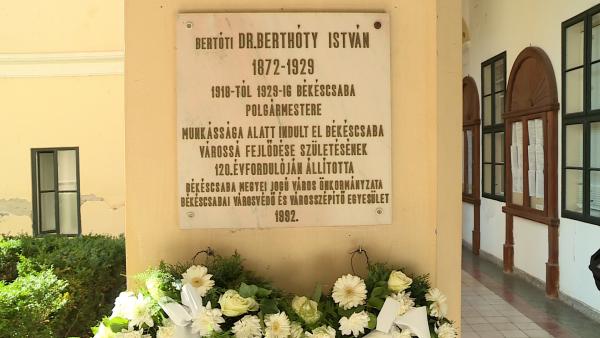 BERTÓTI DR.BERTHÓTY ISTVÁN
1872-1929
1918-TÓL 1929-IG BÉKÉSCSABA
POLGÁRMESTERE
MUNKÁSSÁGA ALATT INDULT EL BÉKÉSCSABA
VÁROSSÁ FEJLŐDÉSE SZÜLETÉSÉNEK
120.ÉVFORDULÓJÁN ÁLLÍTOTTA
BÉKÉSCSABA MEGYEI JOGÚ VÁROS ÖNKORMÁNYZATA
BÉKÉSCSABAI VÁROSVÉDŐ ÉS VÁROSSZÉPÍTŐ EGYESÜLET
1992.